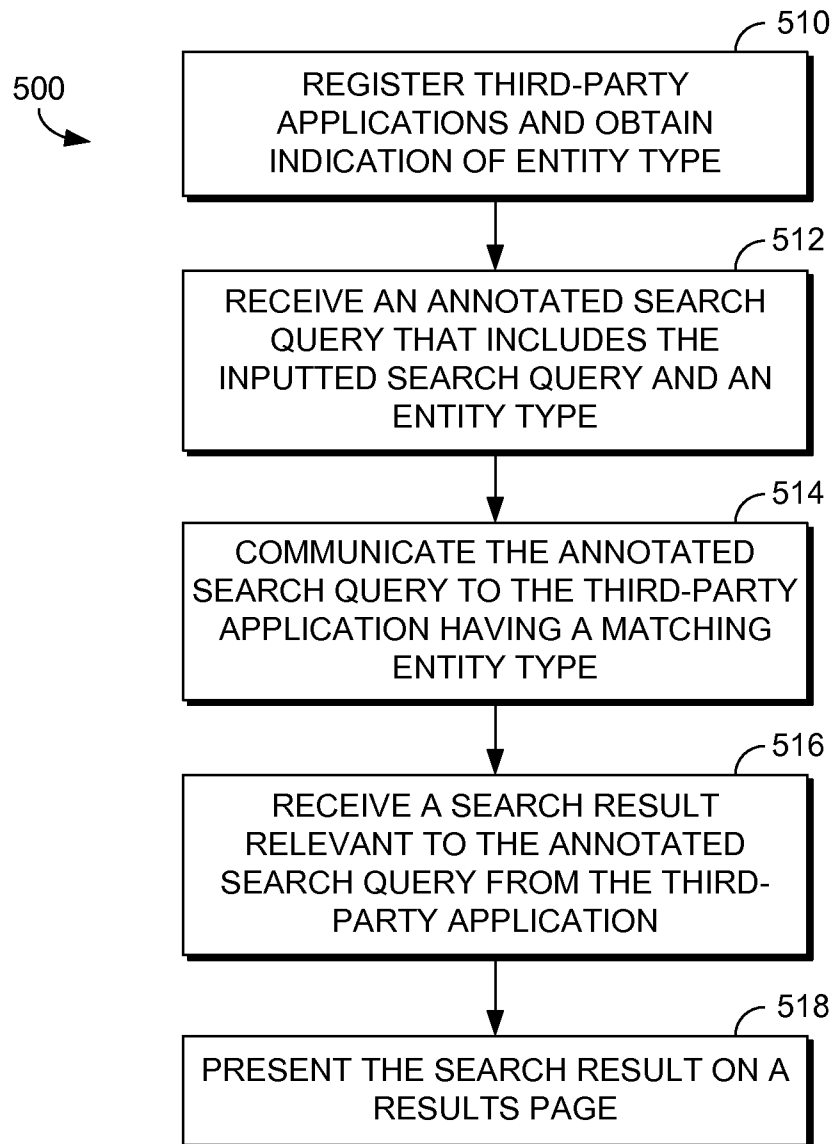 500
510
REGISTER THIRD-PARTY
APPLICATIONS AND OBTAIN
INDICATION OF ENTITY TYPE
512
RECEIVE AN ANNOTATED SEARCH
QUERY THAT INCLUDES THE
INPUTTED SEARCH QUERY AND AN
ENTITY TYPE
514
COMMUNICATE THE ANNOTATED
SEARCH QUERY TO THE THIRD-PARTY
APPLICATION HAVING A MATCHING
ENTITY TYPE
516
RECEIVE A SEARCH RESULT
RELEVANT TO THE ANNOTATED
SEARCH QUERY FROM THE THIRD-
PARTY APPLICATION
518
PRESENT THE SEARCH RESULT ON A
RESULTS PAGE